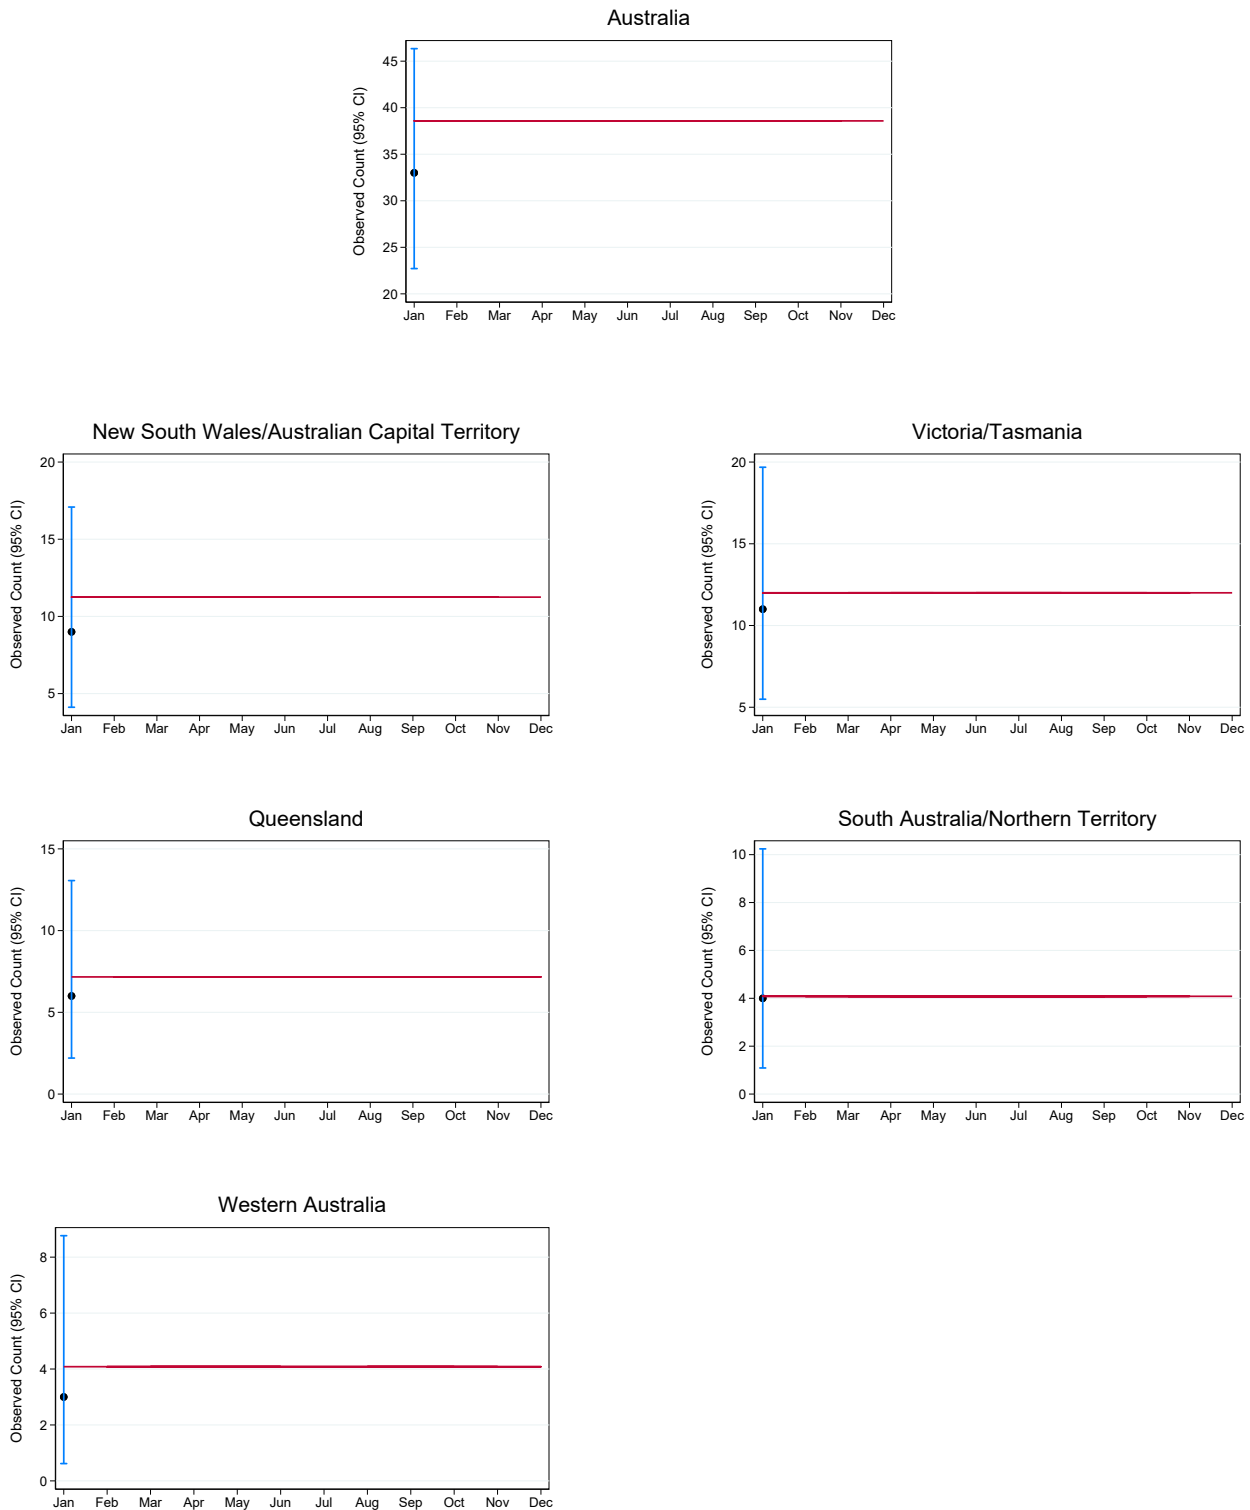 Australia
Observed Count (95% CI)
45
40
35
30
25
20
Jan Feb Mar Apr May Jun Jul Aug Sep Oct Nov Dec
New South Wales/Australian Capital Territory
Observed Count (95% CI)
20
15
10
5
Jan Feb Mar Apr May Jun Jul Aug Sep Oct Nov Dec
Victoria/Tasmania
Observed Count (95% CI)
20
15
10
5
Jan Feb Mar Apr May Jun Jul Aug Sep Oct Nov Dec
Queensland
Observed Count (95% CI)
15
10
5
0
Jan Feb Mar Apr May Jun Jul Aug Sep Oct Nov Dec
South Australia/Northern Territory
Observed Count (95% CI)
10
8
6
4
2
0
Jan Feb Mar Apr May Jun Jul Aug Sep Oct Nov Dec
Western Australia
Observed Count (95% CI)
8
6
4
2
0
Jan Feb Mar Apr May Jun Jul Aug Sep Oct Nov Dec